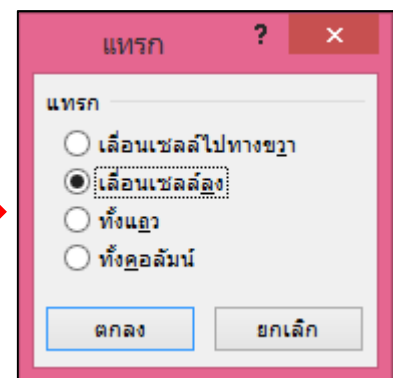 แทรก ? ×
แทรก
เลื่อนเซลล์ไปทางขวา
เลื่อนเซลล์ลง
ทั้งแถว
ทั้งคอลัมน์
ตกลง ยกเลิก